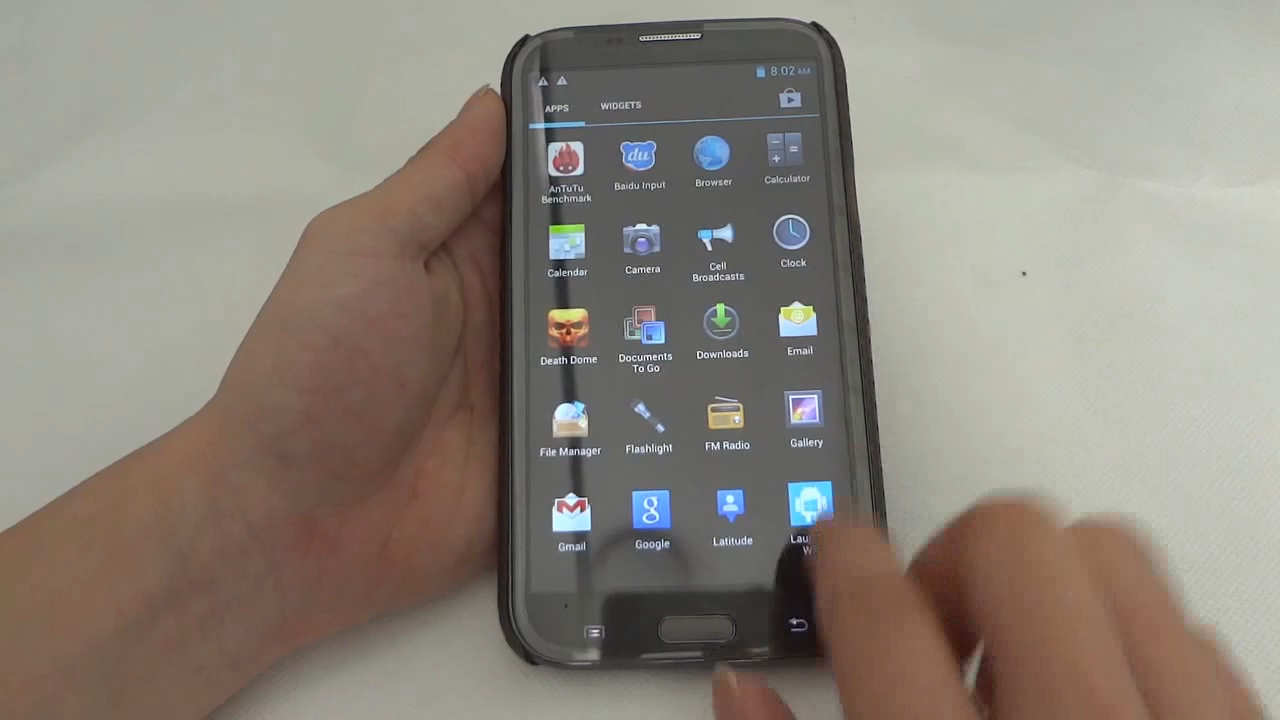 8:02 AM
APPS WIDGETS
AnTuTu Benchmark
du
Baidu Input
Browser
Calculator
Calendar
Camera
Cell Broadcasts
Clock
Death Dome
Documents To Go
Downloads
Email
File Manager
Flashlight
FM Radio
Gallery
Gmail
g
Google
Latitude